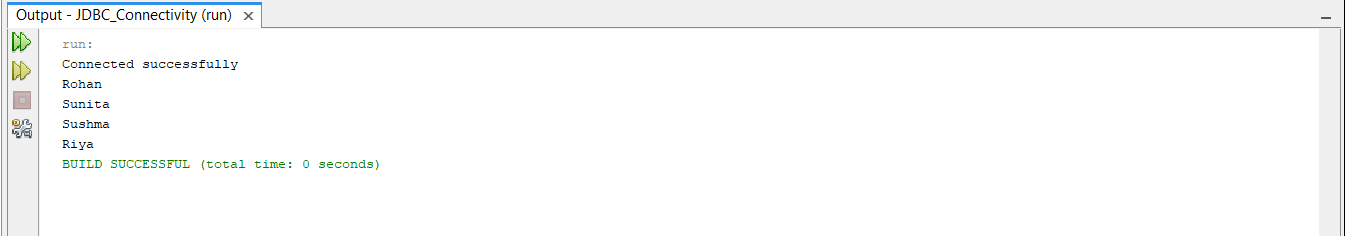 Output - JDBC_Connectivity (run)
run:
Connected successfully
Rohan
Sunita
Sushma
Riya
BUILD SUCCESSFUL (total time: 0 seconds)